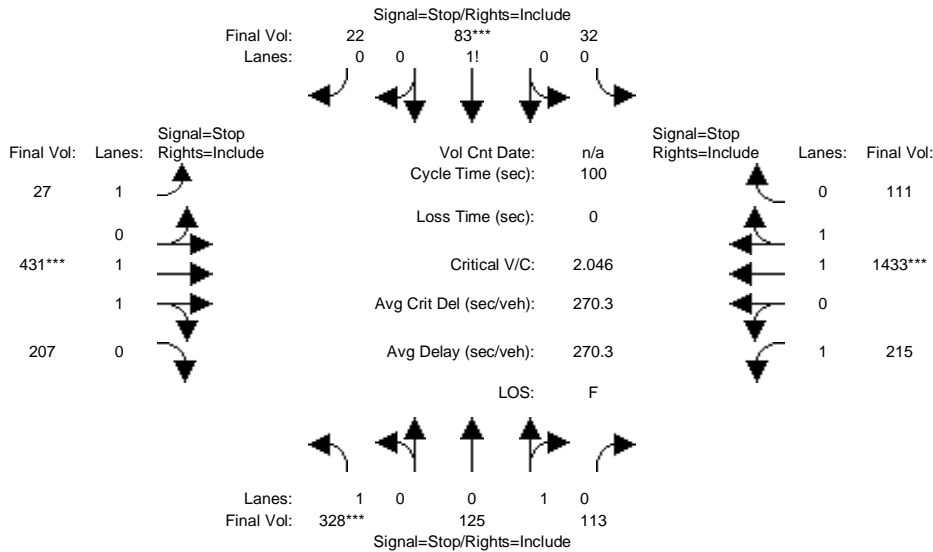 Signal=Stop/Rights=Include
Final Vol: 22 83*** 32
Lanes: 0 0 1! 0 0
Signal=Stop
Final Vol: Lanes: Rights=Include
Vol Cnt Date: n/a
Cycle Time (sec): 100
Loss Time (sec): 0
Critical V/C: 2.046
Avg Crit Del (sec/veh): 270.3
Avg Delay (sec/veh): 270.3
LOS: F
Signal=Stop
Rights=Include Lanes: Final Vol:
27 1
0
431*** 1
1
207 0
0 111
1
1 1433***
0
1 215
Lanes: 1 0 0 1 0
Final Vol: 328*** 125 113
Signal=Stop/Rights=Include